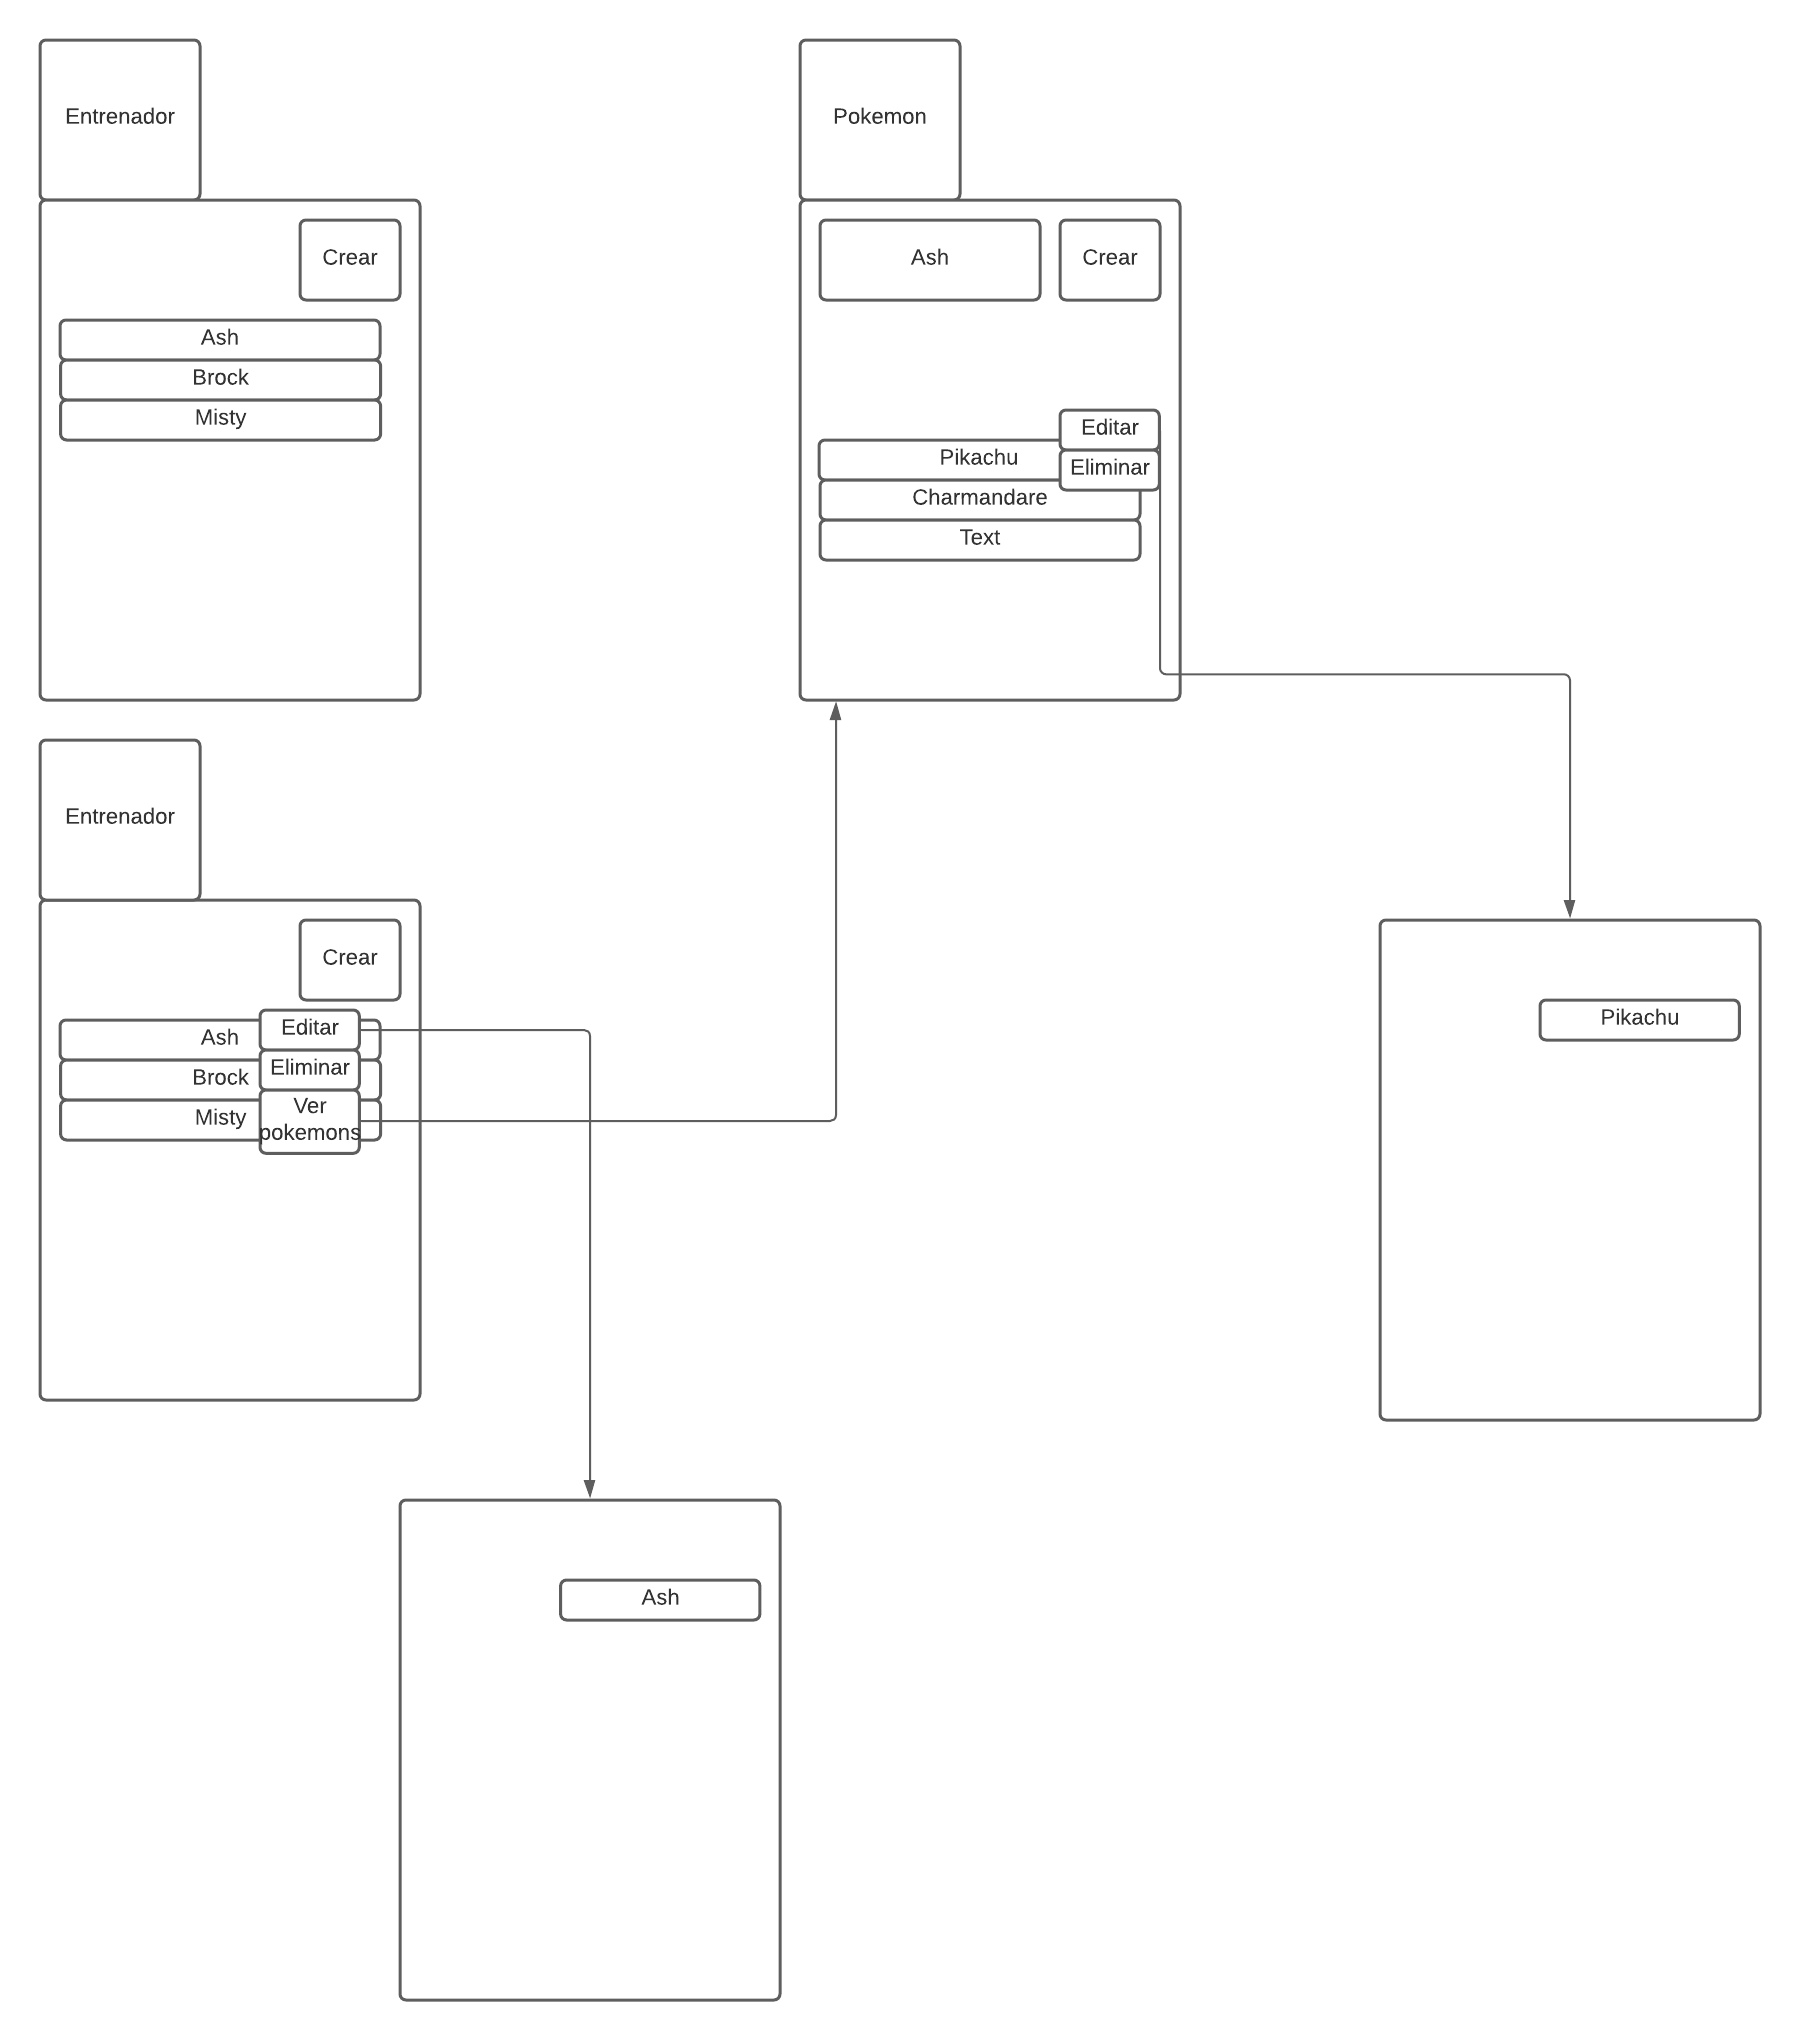 Entrenador
Crear
Ash
Brock
Misty
Pokemon
Ash
Crear
Editar
Pikachu
Eliminar
Charmandare
Text
Entrenador
Crear
Ash
Editar
Brock
Eliminar
Misty
Ver
pokemons
Pikachu
Ash